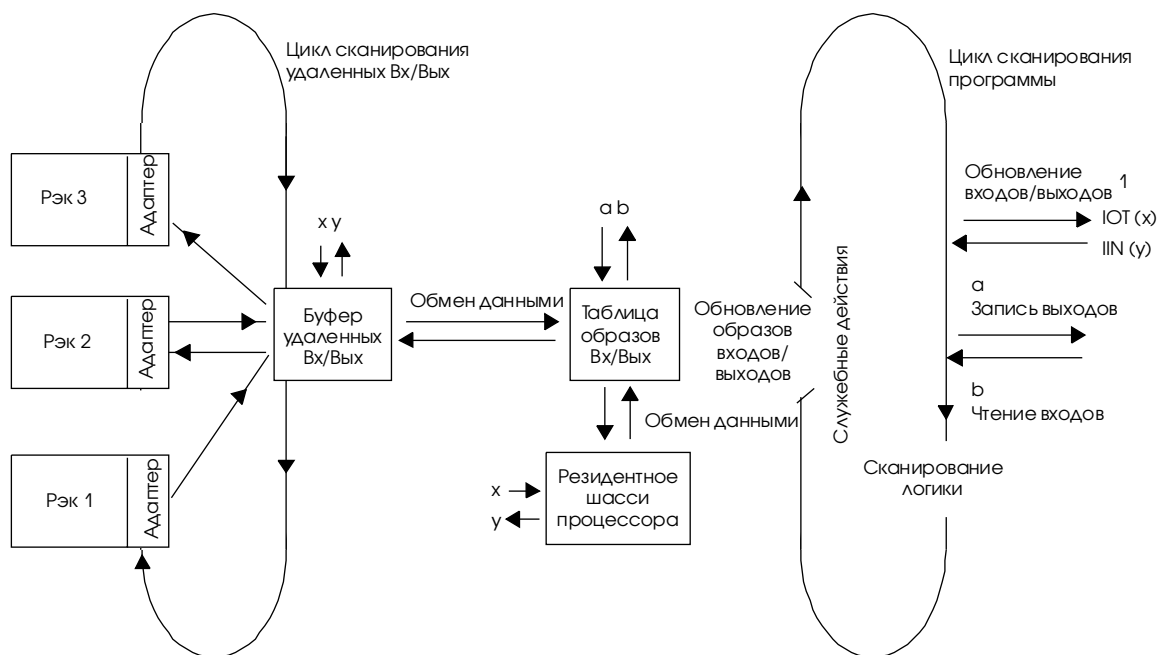 Цикл сканирования
удаленных Вх/Вых
Рэк 3
Адаптер
Рэк 2
Адаптер
Рэк 1
Адаптер
x y
Буфер
удаленных
Вх/Вых
Обмен данными
a b
Таблица
образов
Вх/Вых
Обмен данными
Резидентное
шасси
процессора
x
y
Обновление
образов
входов/
выходов
Служебные действия
Цикл сканирования
программы
Обновление
входов/выходов 1
IOT (x)
IIN (y)
a
Запись выходов
b
Чтение входов
Сканирование
логики